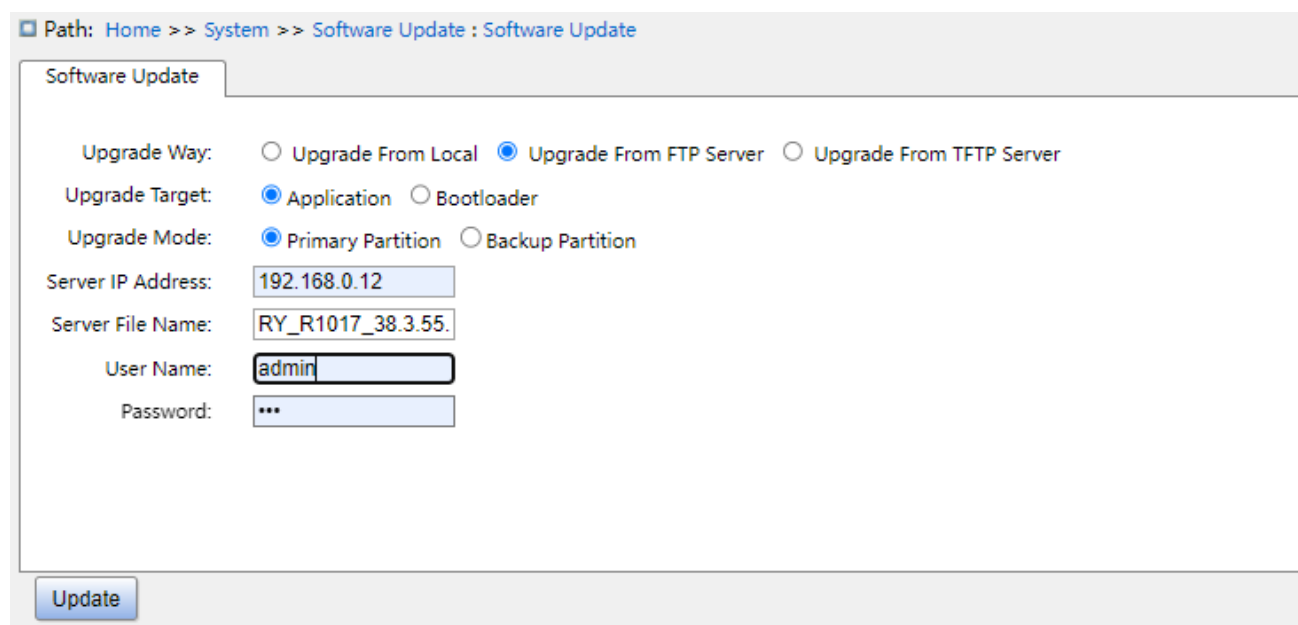 Path: Home >> System >> Software Update : Software Update
Software Update
Upgrade Way: Upgrade From Local Upgrade From FTP Server Upgrade From TFTP Server
Upgrade Target: Application Bootloader
Upgrade Mode: Primary Partition Backup Partition
Server IP Address: 192.168.0.12
Server File Name: RY_R1017_38.3.55.
User Name: admin
Password: •••
Update